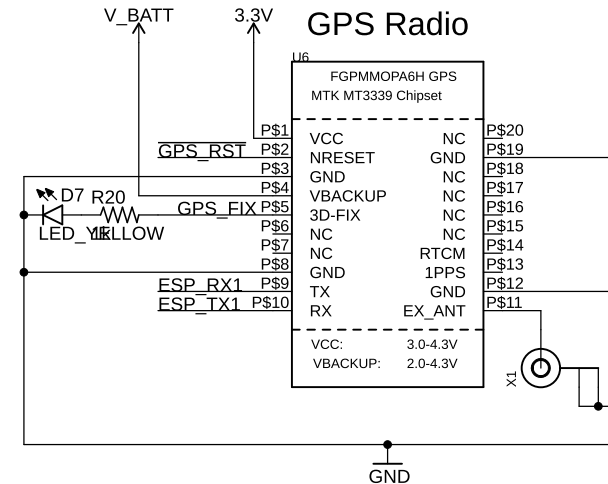 GPS Radio
V_BATT
3.3V
U6
FGPMMOPA6H GPS
MTK MT3339 Chipset
P$1 VCC NC P$20
GPS_RST P$2 NRESET GND P$19
P$3 GND NC P$18
P$4 VBACKUP NC P$17
D7 R20 GPS_FIX P$5 3D-FIX NC P$16
LED_YELLOW P$6 NC NC P$15
P$7 NC RTCM P$14
P$8 GND 1PPS P$13
ESP_RX1 P$9 TX GND P$12
ESP_TX1 P$10 RX EX_ANT P$11
VCC: 3.0-4.3V
VBACKUP: 2.0-4.3V
X1
GND